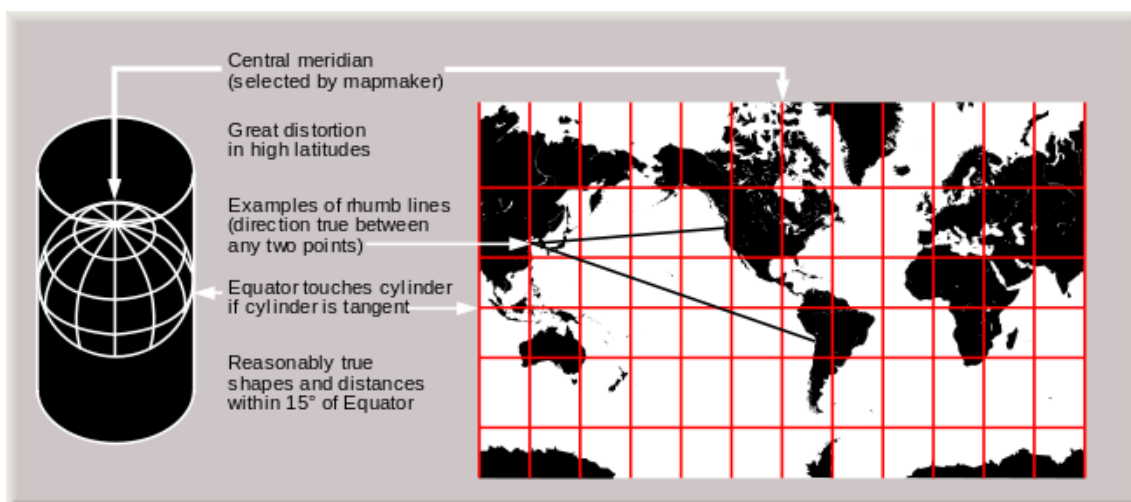 Central meridian
(selected by mapmaker)
Great distortion
in high latitudes
Examples of rhumb lines
(direction true between
any two points)
Equator touches cylinder
if cylinder is tangent
Reasonably true
shapes and distances
within 15° of Equator